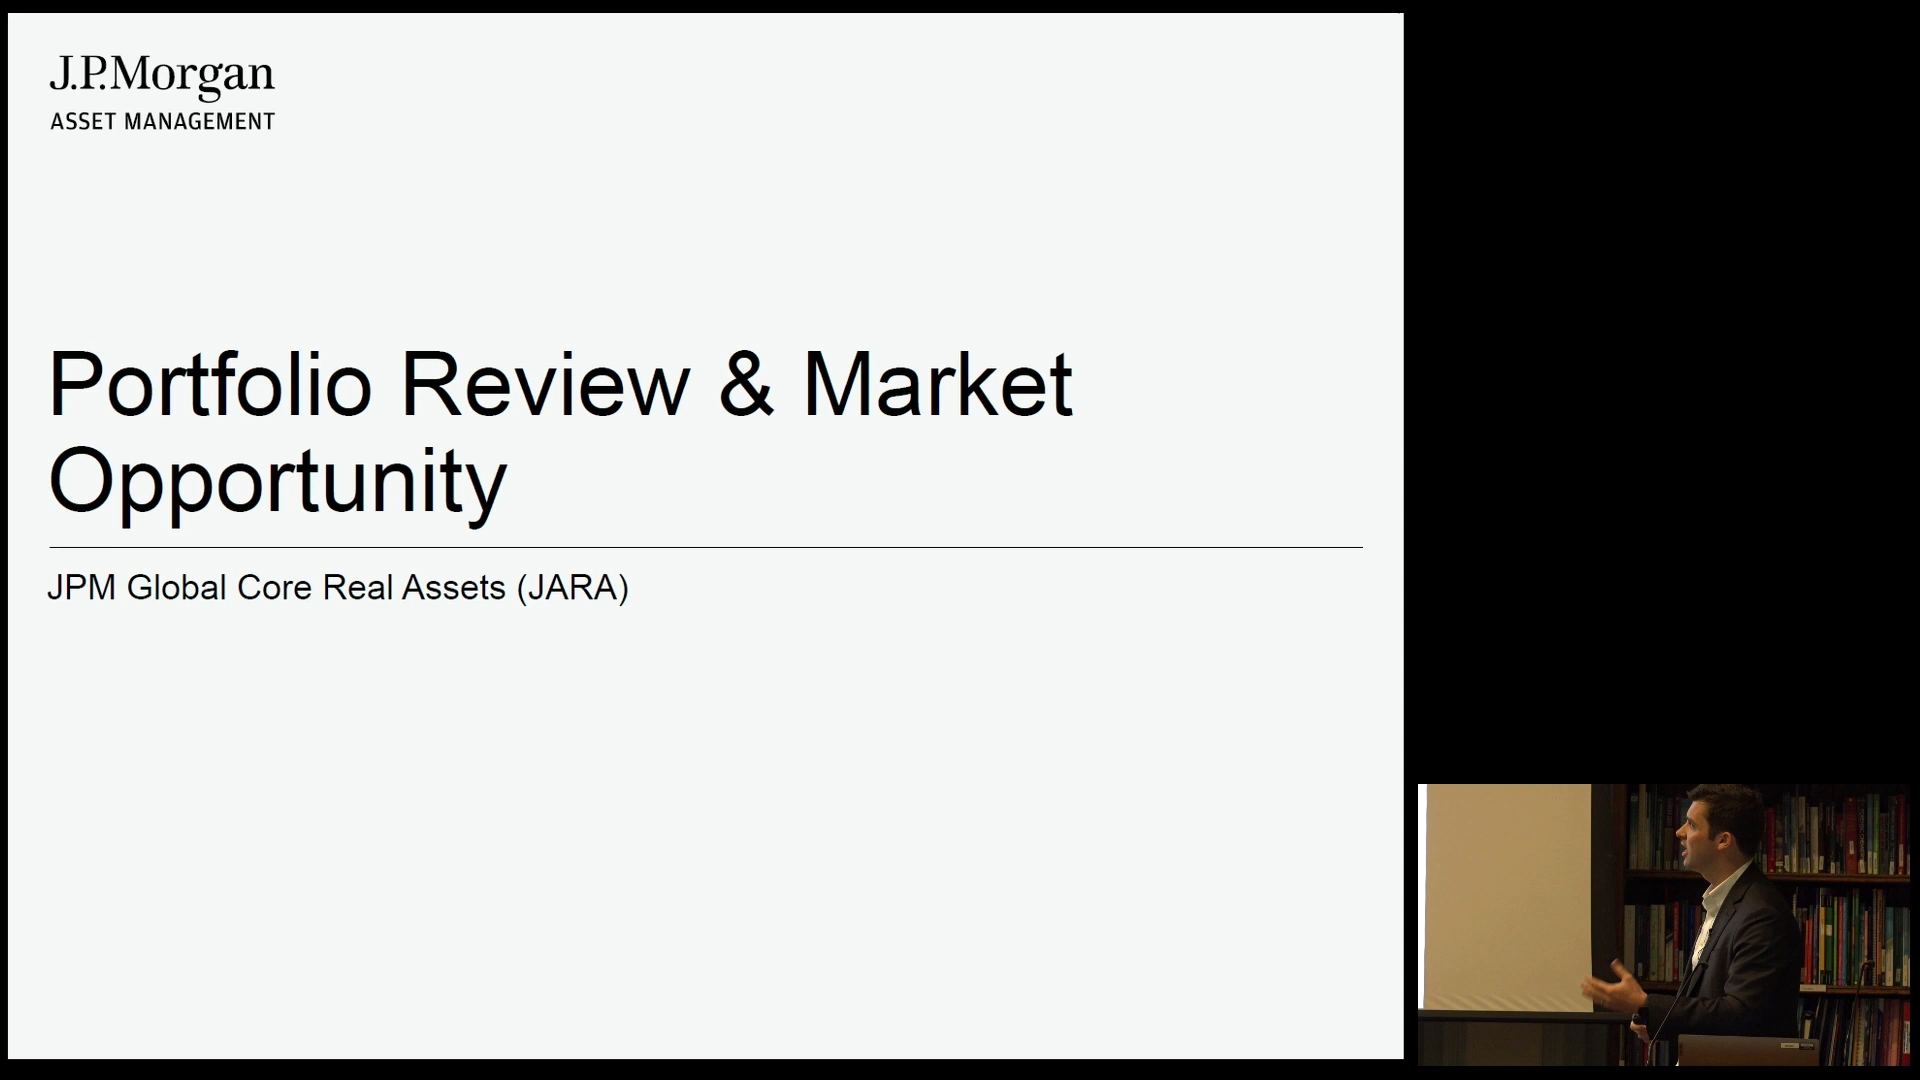 J.P.Morgan
ASSET MANAGEMENT
Portfolio Review & Market
Opportunity
JPM Global Core Real Assets (JARA)